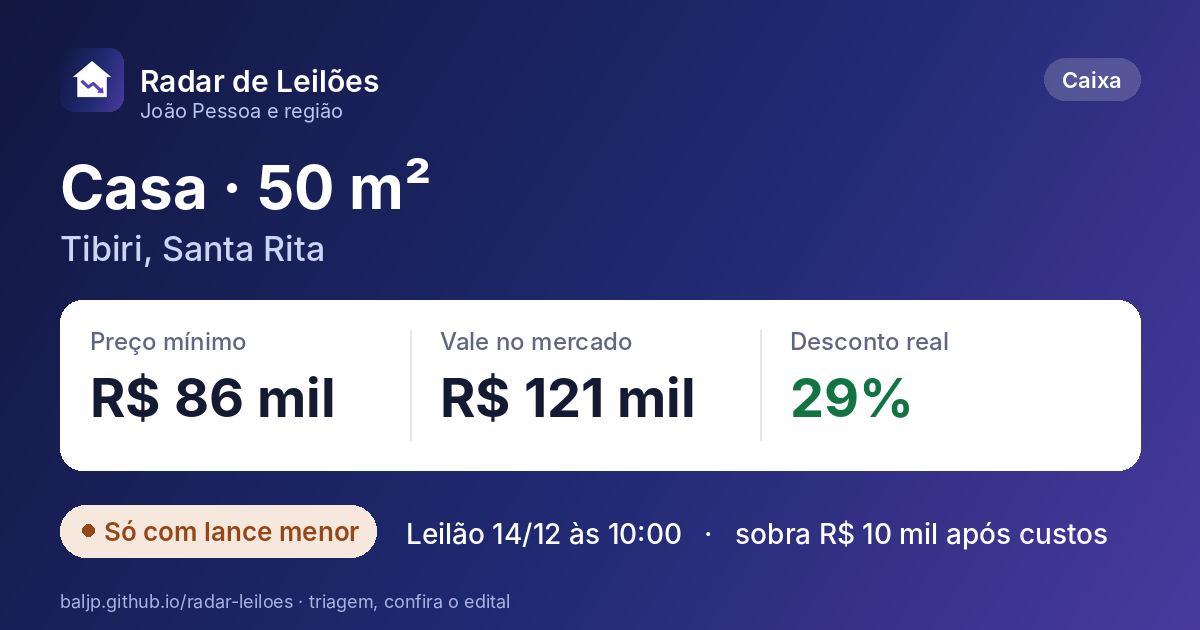 Radar de Leilões
João Pessoa e região
Caixa
Casa · 50 m²
Tibiri, Santa Rita
Preço mínimo
Vale no mercado
Desconto real
R$ 86 mil
R$ 121 mil
29%
Só com lance menor
Leilão 14/12 às 10:00 · sobra R$ 10 mil após custos
baljp.github.io/radar-leiloes · triagem, confira o edital